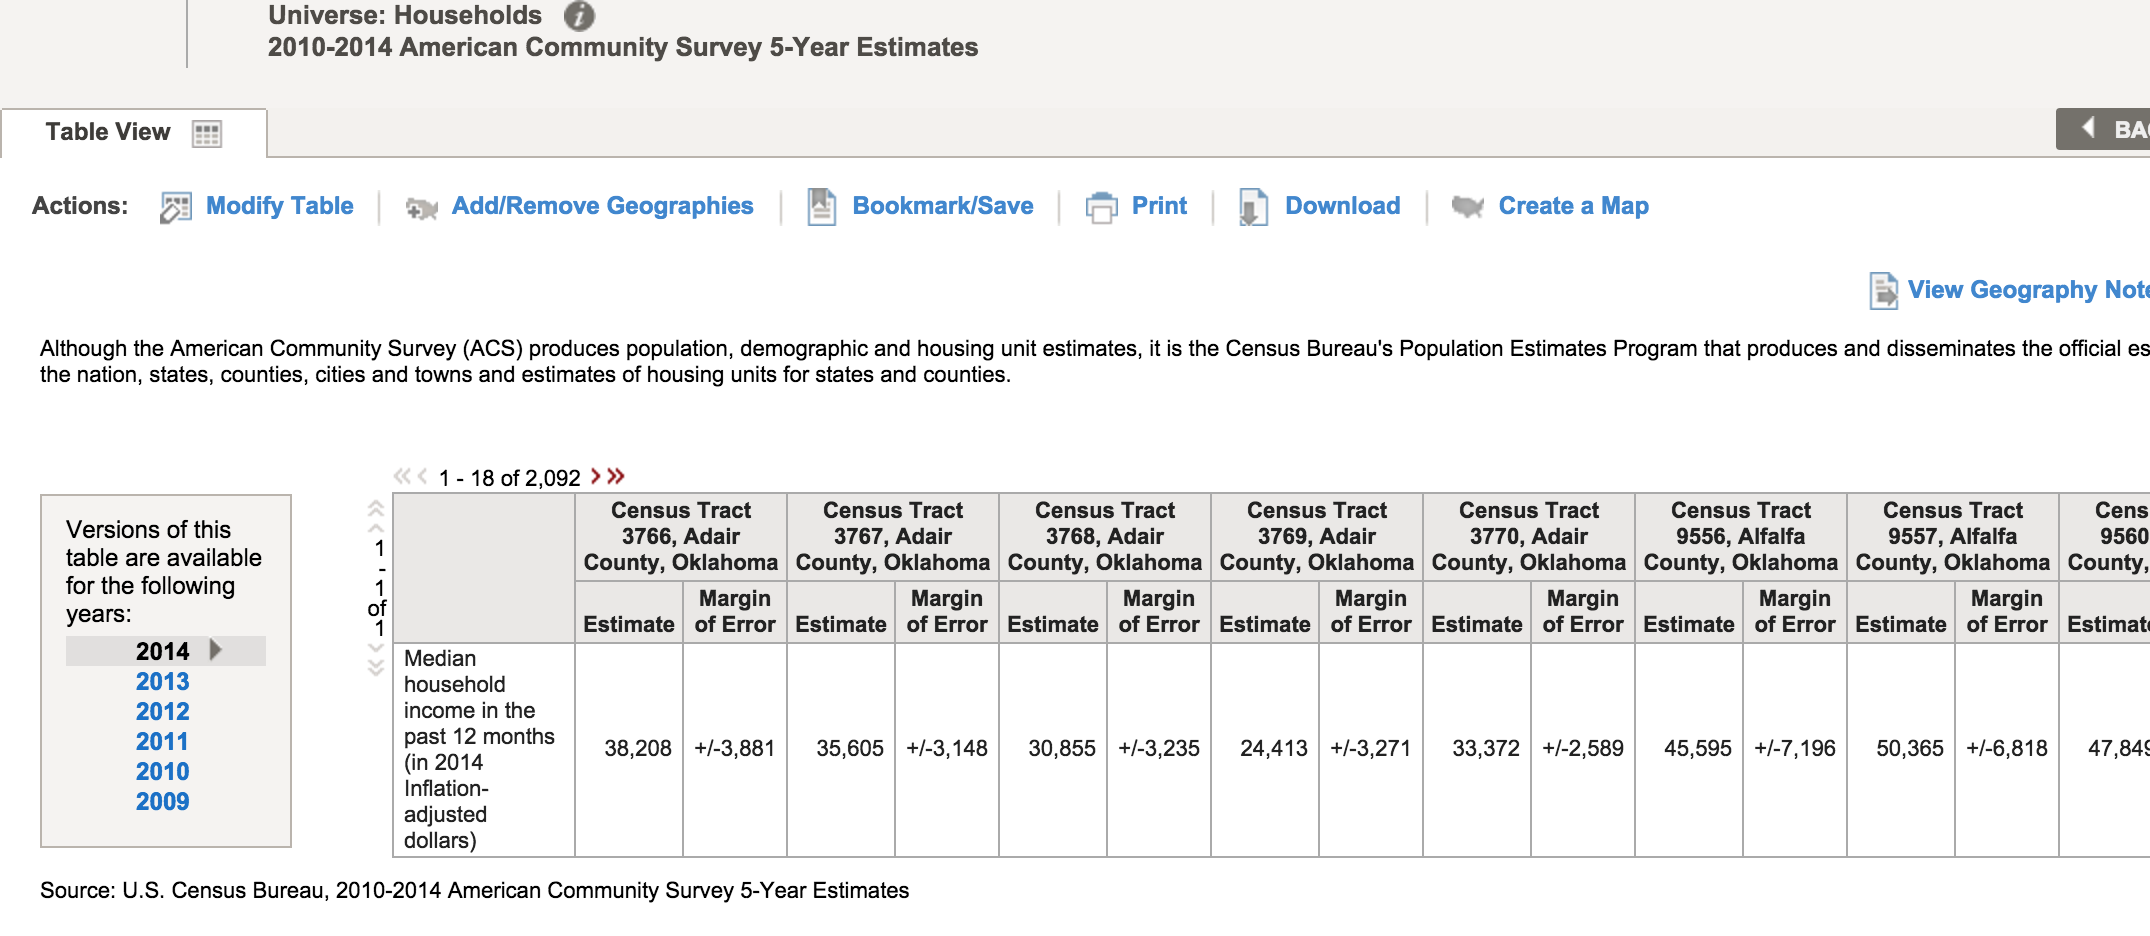 Universe: Households
2010-2014 American Community Survey 5-Year Estimates
Table View
Actions: Modify Table Add/Remove Geographies Bookmark/Save Print Download Create a Map
View Geography
Although the American Community Survey (ACS) produces population, demographic and housing unit estimates, it is the Census Bureau's Population Estimates Program that produces and disseminates the official
the nation, states, counties, cities and towns and estimates of housing units for states and counties.
1 - 18 of 2,092
Versions of this
table are available
for the following
years:
2014
2013
2012
2011
2010
2009
1
-
1
of
1
Census Tract
3766, Adair
County, Oklahoma
Census Tract
3767, Adair
County, Oklahoma
Census Tract
3768, Adair
County, Oklahoma
Census Tract
3769, Adair
County, Oklahoma
Census Tract
3770, Adair
County, Oklahoma
Census Tract
9556, Alfalfa
County, Oklahoma
Census Tract
9557, Alfalfa
County, Oklahoma
9560
County,
Estimate
Margin
of Error
Estimate
Margin
of Error
Estimate
Margin
of Error
Estimate
Margin
of Error
Estimate
Margin
of Error
Estimate
Margin
of Error
Estimate
Margin
of Error
Median
household
income in the
past 12 months
(in 2014
Inflation-
adjusted
dollars)
38,208 +/-3,881 35,605 +/-3,148 30,855 +/-3,235 24,413 +/-3,271 33,372 +/-2,589 45,595 +/-7,196 50,365 +/-6,818 47,849
Source: U.S. Census Bureau, 2010-2014 American Community Survey 5-Year Estimates